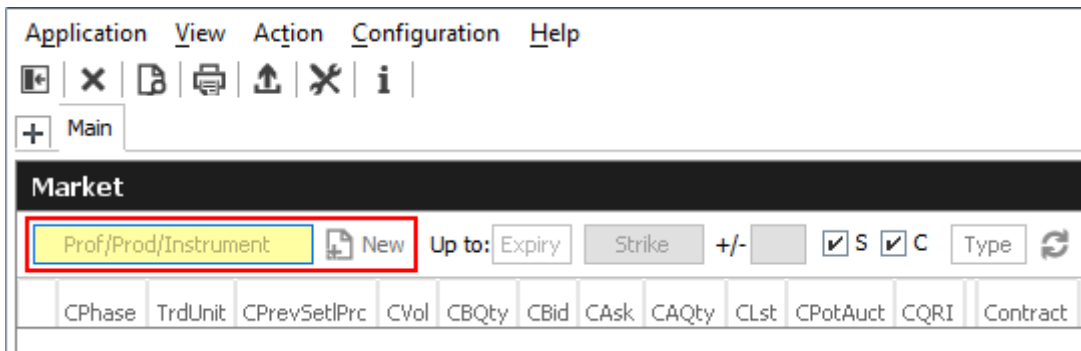 Application View Action Configuration Help
i
+ Main
Market
Prof/Prod/Instrument New Up to: Expiry Strike +/- S C Type
CPhase TrdUnit CPrevSetlPrc CVol CBQty CBid CAsk CAQty CLst CPotAuct CQRI Contract